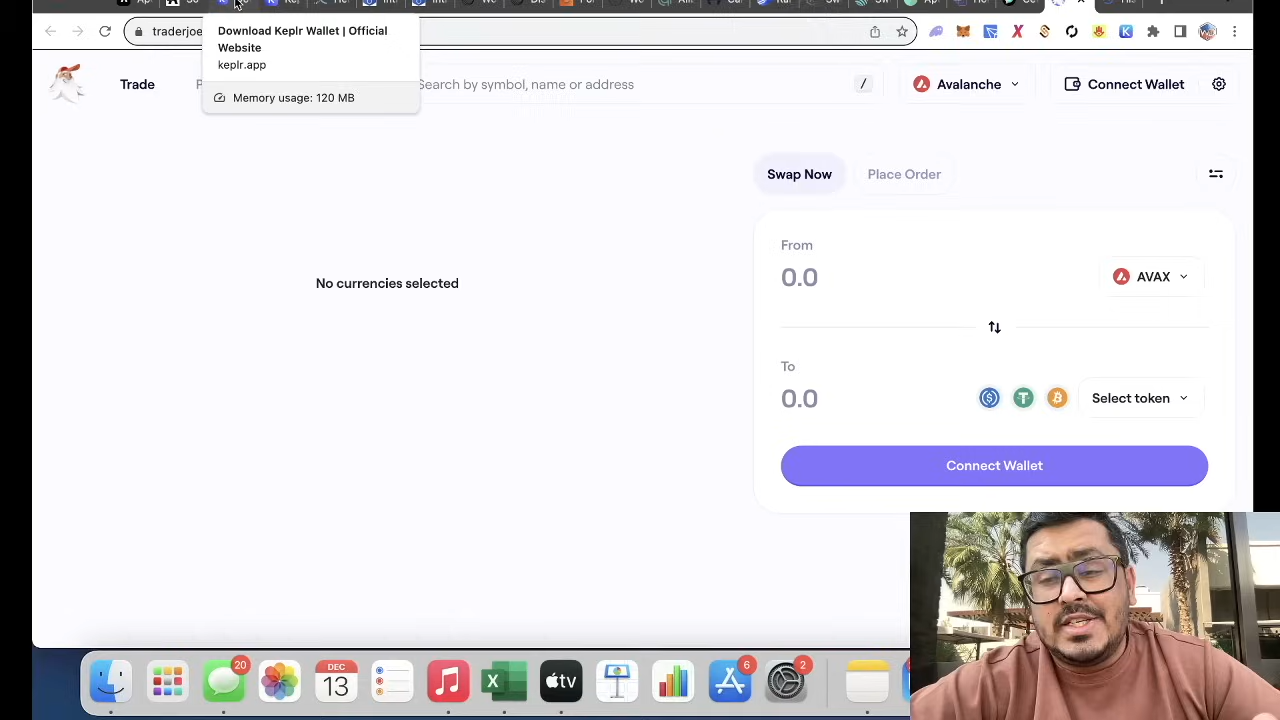 traderjoe
Download Keplr Wallet | Official
Website
keplr.app
Memory usage: 120 MB
Trade
Search by symbol, name or address
/
Avalanche
Connect Wallet
Swap Now
Place Order
From
0.0
AVAX
No currencies selected
To
0.0
Select token
Connect Wallet
20
DEC
13
tv
6
2